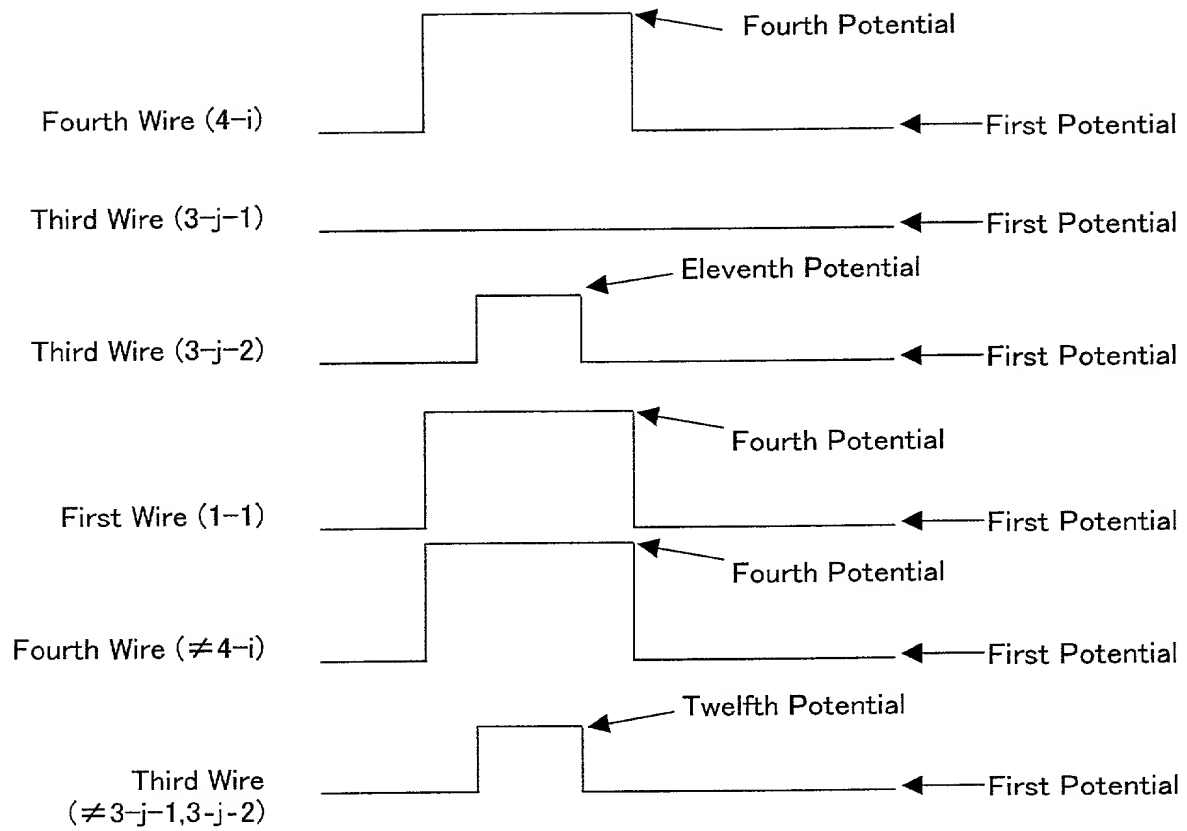 Fourth Potential
Fourth Wire (4-i)
First Potential
Third Wire (3-j-1)
First Potential
Eleventh Potential
Third Wire (3-j-2)
First Potential
Fourth Potential
First Wire (1-1)
First Potential
Fourth Potential
Fourth Wire (≠4-i)
First Potential
Twelfth Potential
Third Wire
(≠3-j-1,3-j-2)
First Potential